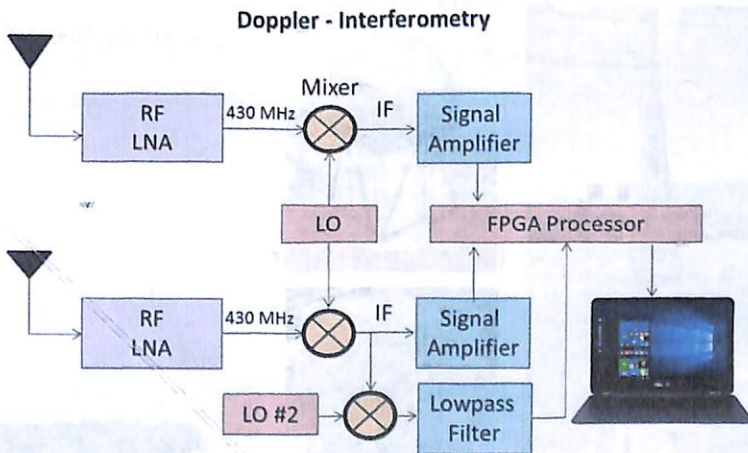 Doppler - Interferometry
Mixer
RF
LNA
430 MHz
IF
Signal
Amplifier
LO
FPGA Processor
RF
LNA
430 MHz
IF
Signal
Amplifier
LO #2
Lowpass
Filter